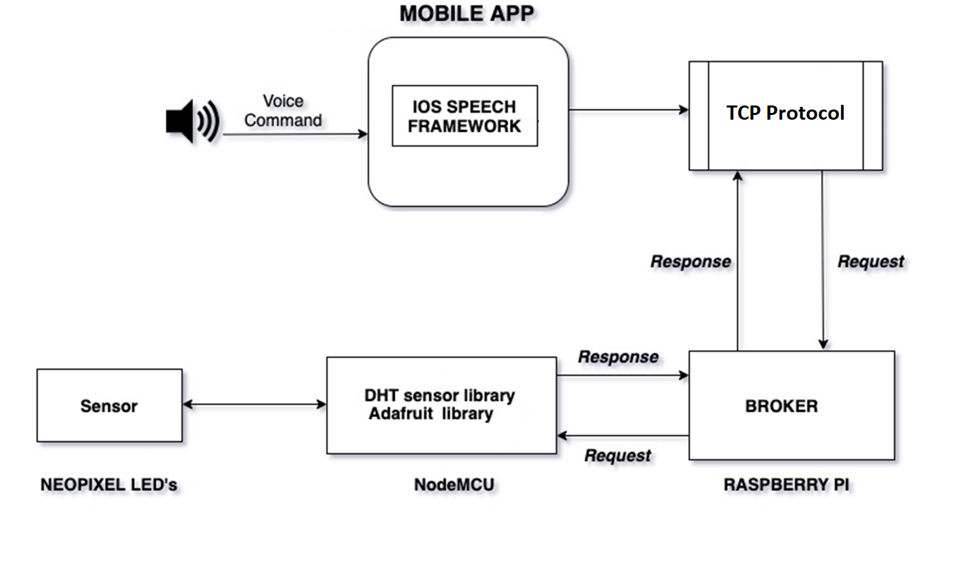 MOBILE APP
Voice
Command
IOS SPEECH
FRAMEWORK
TCP Protocol
Response
Request
Sensor
DHT sensor library
Adafruit library
Response
Request
BROKER
NEOPIXEL LED's
NodeMCU
RASPBERRY PI